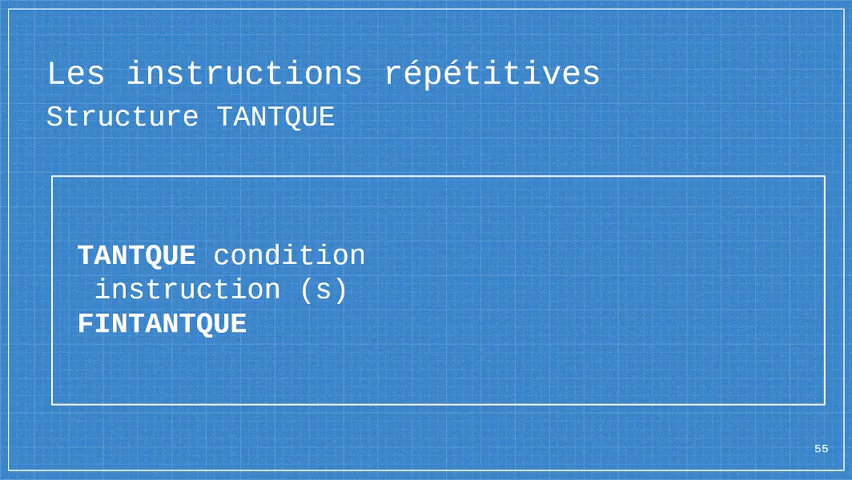 Les instructions répétitives
Structure TANTQUE
TANTQUE condition
instruction (s)
FINTANTQUE
55